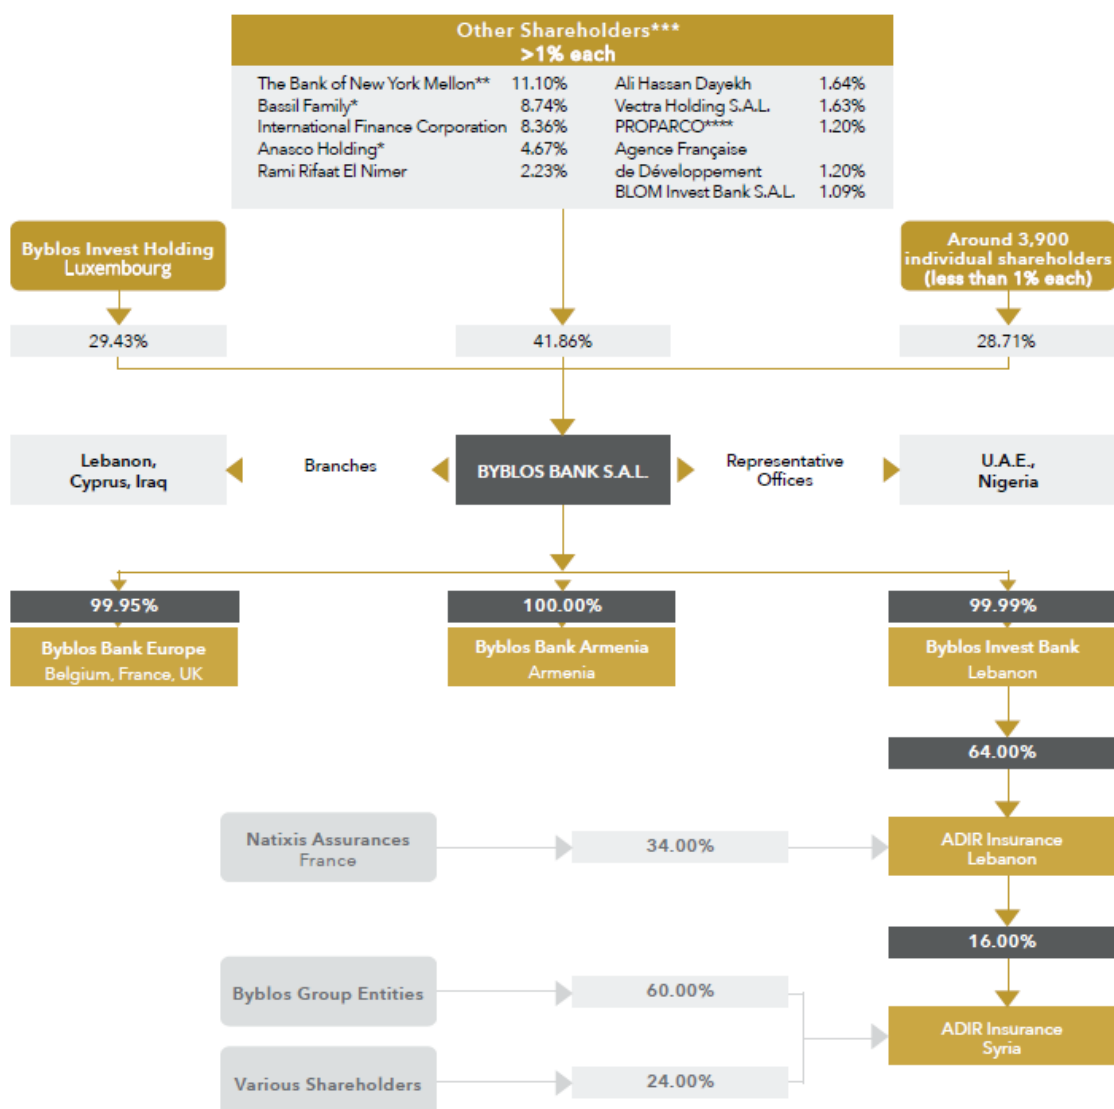 Other Shareholders***
>1% each
The Bank of New York Mellon** 11.10%
Bassil Family* 8.74%
International Finance Corporation 8.36%
Anasco Holding* 4.67%
Rami Rifaat El Nimer 2.23%
Ali Hassan Dayekh 1.64%
Vectra Holding S.A.L. 1.63%
PROPARCO**** 1.20%
Agence Française
de Développement 1.20%
BLOM Invest Bank S.A.L. 1.09%
Byblos Invest Holding
Luxembourg
Around 3,900
individual shareholders
(less than 1% each)
29.43%
41.86%
28.71%
Lebanon,
Cyprus, Iraq
Branches
BYBLOS BANK S.A.L.
Representative
Offices
U.A.E.,
Nigeria
99.95%
100.00%
99.99%
Byblos Bank Europe
Belgium, France, UK
Byblos Bank Armenia
Armenia
Byblos Invest Bank
Lebanon
64.00%
Natixis Assurances
France
34.00%
ADIR Insurance
Lebanon
16.00%
Byblos Group Entities
60.00%
ADIR Insurance
Syria
Various Shareholders
24.00%